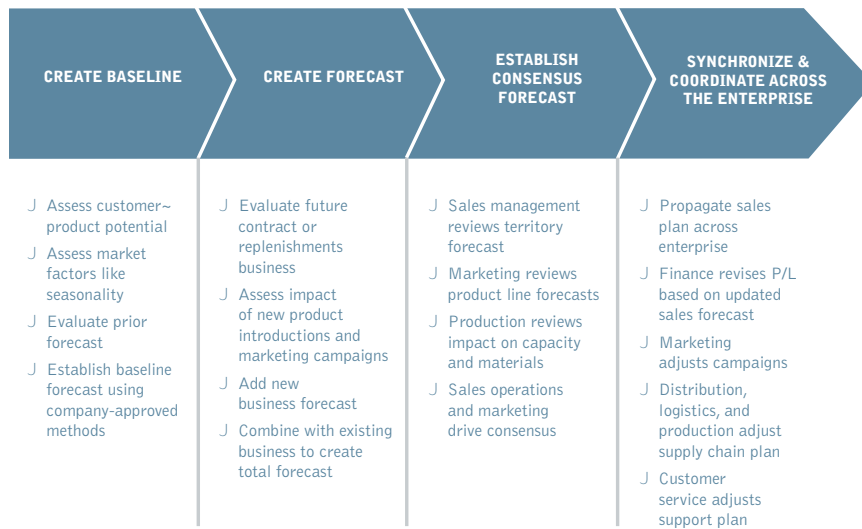 CREATE BASELINE
CREATE FORECAST
ESTABLISH
CONSENSUS
FORECAST
SYNCHRONIZE &
COORDINATE ACROSS
THE ENTERPRISE
J Assess customer~
product potential
J Assess market
factors like
seasonality
J Evaluate prior
forecast
J Establish baseline
forecast using
company-approved
methods
J Evaluate future
contract or
replenishments
business
J Assess impact
of new product
introductions and
marketing campaigns
J Add new
business forecast
J Combine with existing
business to create
total forecast
J Sales management
reviews territory
forecast
J Marketing reviews
product line forecasts
J Production reviews
impact on capacity
and materials
J Sales operations
and marketing
drive consensus
J Propagate sales
plan across
enterprise
J Finance revises P/L
based on updated
sales forecast
J Marketing
adjusts campaigns
J Distribution,
logistics, and
production adjust
supply chain plan
J Customer
service adjusts
support plan